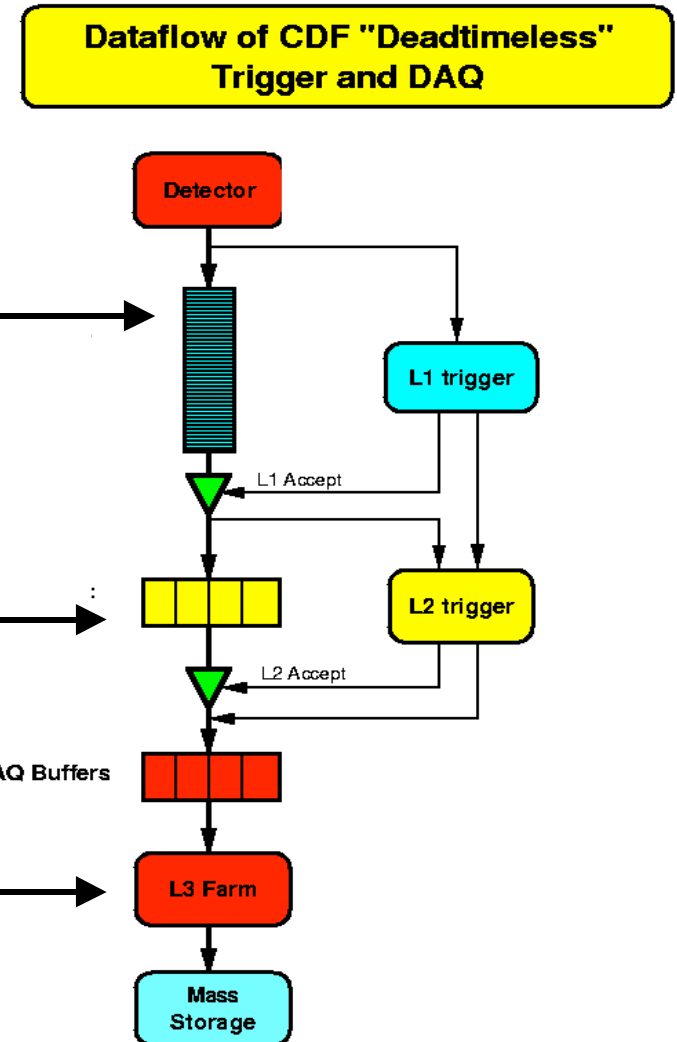 Dataflow of CDF "Deadtimeless"
Trigger and DAQ
Detector
L1 trigger
L1 Accept
:
L2 trigger
L2 Accept
AQ Buffers
L3 Farm
Mass
Storage